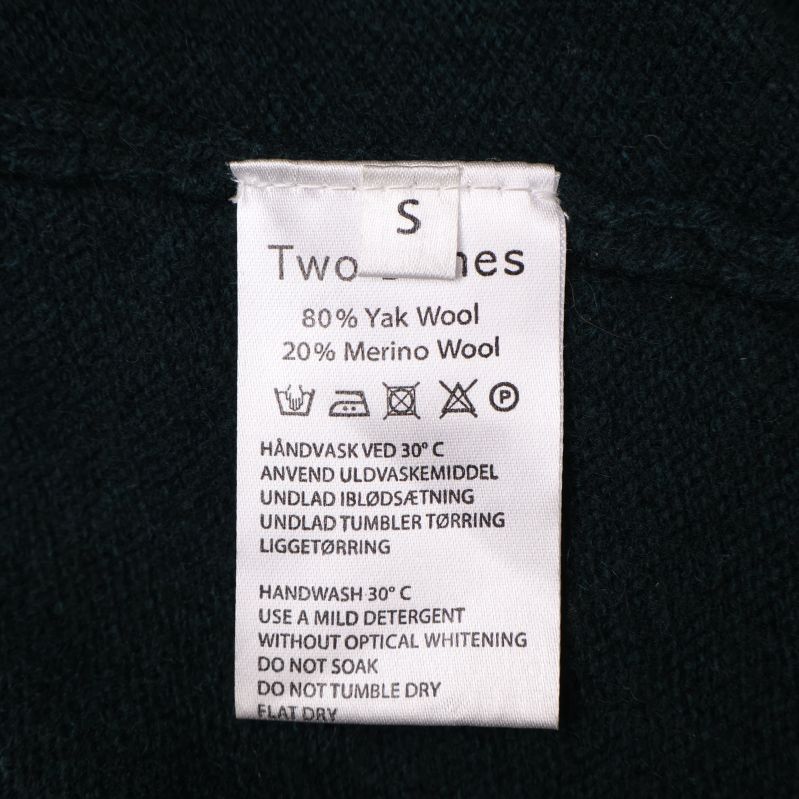 S
Two
80% Yak Wool
20% Merino Wool
P
HÅNDVASK VED 30° C
ANVEND ULDVASKEMIDDEL
UNDLAD IBLØDSÆTNING
UNDLAD TUMBLER TØRRING
LIGGETØRRING
HANDWASH 30° C
USE A MILD DETERGENT
WITHOUT OPTICAL WHITENING
DO NOT SOAK
DO NOT TUMBLE DRY
FLAT DRY